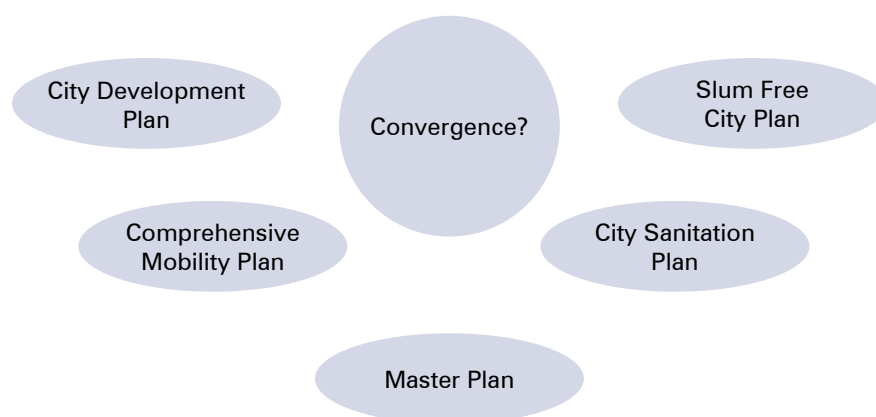 City Development
Plan
Convergence?
Slum Free
City Plan
Comprehensive
Mobility Plan
City Sanitation
Plan
Master Plan